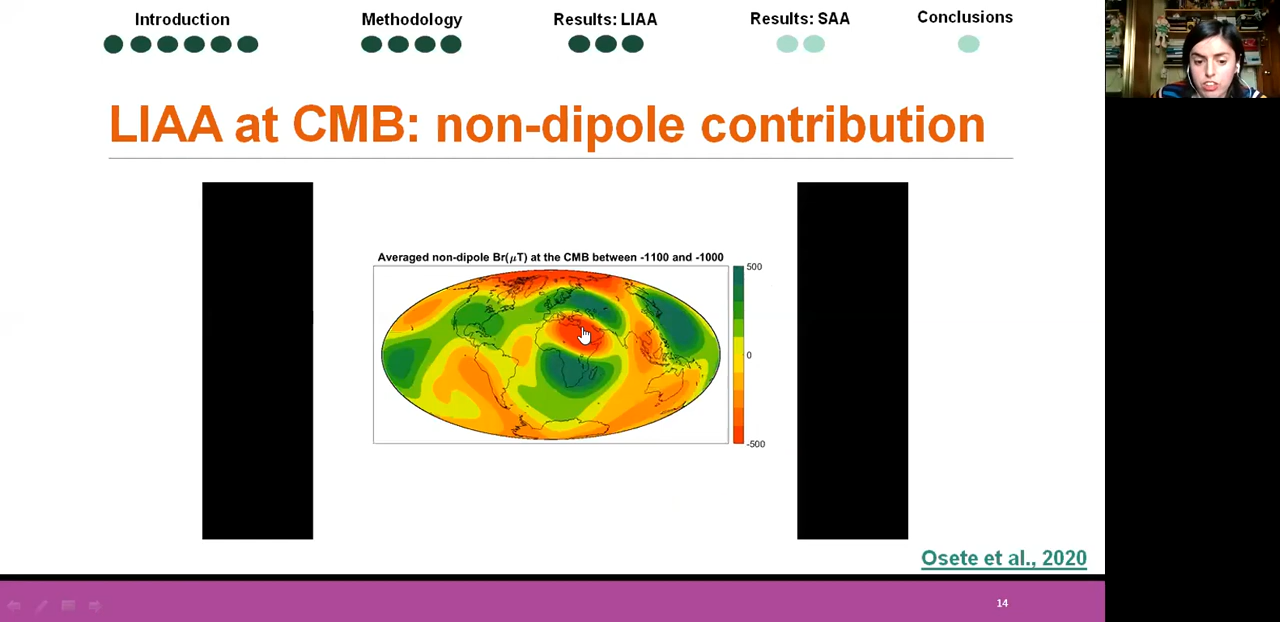 Introduction
Methodology
Results: LIAA
Results: SAA
Conclusions
LIAA at CMB: non-dipole contribution
Averaged non-dipole Br(μT) at the CMB between -1100 and -1000
500
0
-500
Osete et al., 2020
14